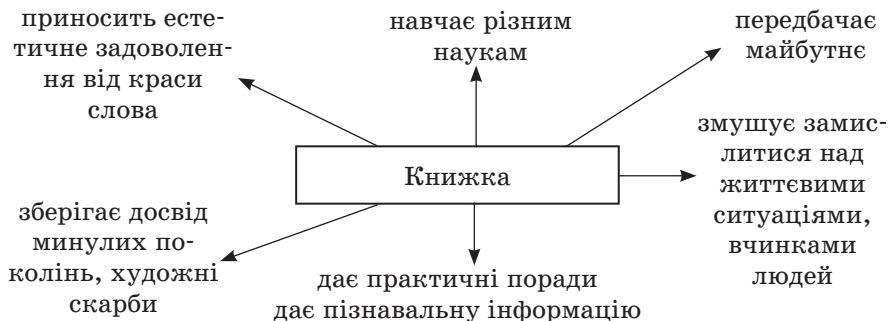 приносить есте-
тичне задоволен-
ня від краси
слова
навчає різним
наукам
передбачає
майбутнє
Книжка
змушує замис-
литися над
життєвими
ситуаціями,
вчинками
людей
зберігає досвід
минулих по-
колінь, художні
скарби
дає практичні поради
дає пізнавальну інформацію